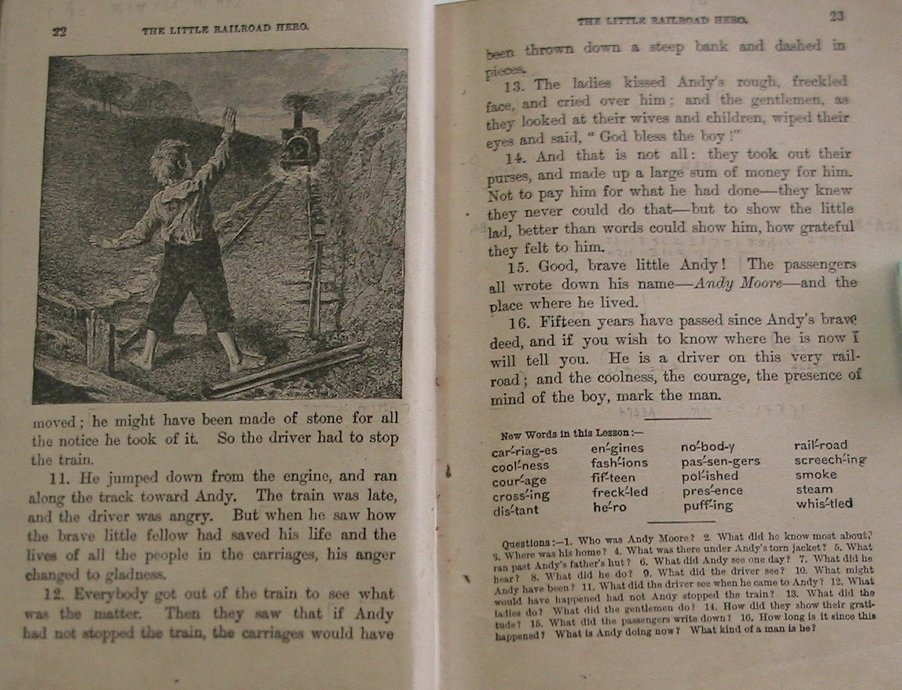 22
THE LITTLE RAILROAD HERO.
moved; he might have been made of stone for all
the notice he took of it. So the driver had to stop
the train.
11. He jumped down from the engine, and ran
along the track toward Andy. The train was late,
and the driver was angry. But when he saw how
the brave little fellow had saved his life and the
lives of all the people in the carriages, his anger
changed to gladness.
12. Everybody got out of the train to see what
was the matter. Then they saw that if Andy
had not stopped the train, the carriages would have
THE LITTLE RAILROAD HERO.
23
been thrown down a steep bank and dashed in
pieces.
13. The ladies kissed Andy's rough, freckled
face, and cried over him; and the gentlemen, as
they looked at their wives and children, wiped their
eyes and said, "God bless the boy!"
14. And that is not all: they took out their
purses, and made up a large sum of money for him.
Not to pay him for what he had done—they knew
they never could do that—but to show the little
lad, better than words could show him, how grateful
they felt to him.
15. Good, brave little Andy! The passengers
all wrote down his name—Andy Moore—and the
place where he lived.
16. Fifteen years have passed since Andy's brave
deed, and if you wish to know where he is now I
will tell you. He is a driver on this very rail-
road; and the coolness, the courage, the presence of
mind of the boy, mark the man.
New Words in this Lesson:—
car´-riag-es en´-gines no´-bod-y rail´-road
cool´-ness fash´-ions pas´-sen-gers screech´-ing
cour´-age fif´-teen pol´-ished smoke
cross´-ing freck´-led pres´-ence steam
dis´-tant he´-ro puff´-ing whis´-tled
Questions:—1. Who was Andy Moore? 2. What did he know most about?
3. Where was his home? 4. What was there under Andy's torn jacket? 5. What
ran past Andy's father's hut? 6. What did Andy see one day? 7. What did he
hear? 8. What did he do? 9. What did the driver see? 10. What might
Andy have been? 11. What did the driver see when he came to Andy? 12. What
would have happened had not Andy stopped the train? 13. What did the
ladies do? What did the gentlemen do? 14. How did they show their grati-
tude? 15. What did the passengers write down? 16. How long is it since this
happened? What is Andy doing now? What kind of a man is he?